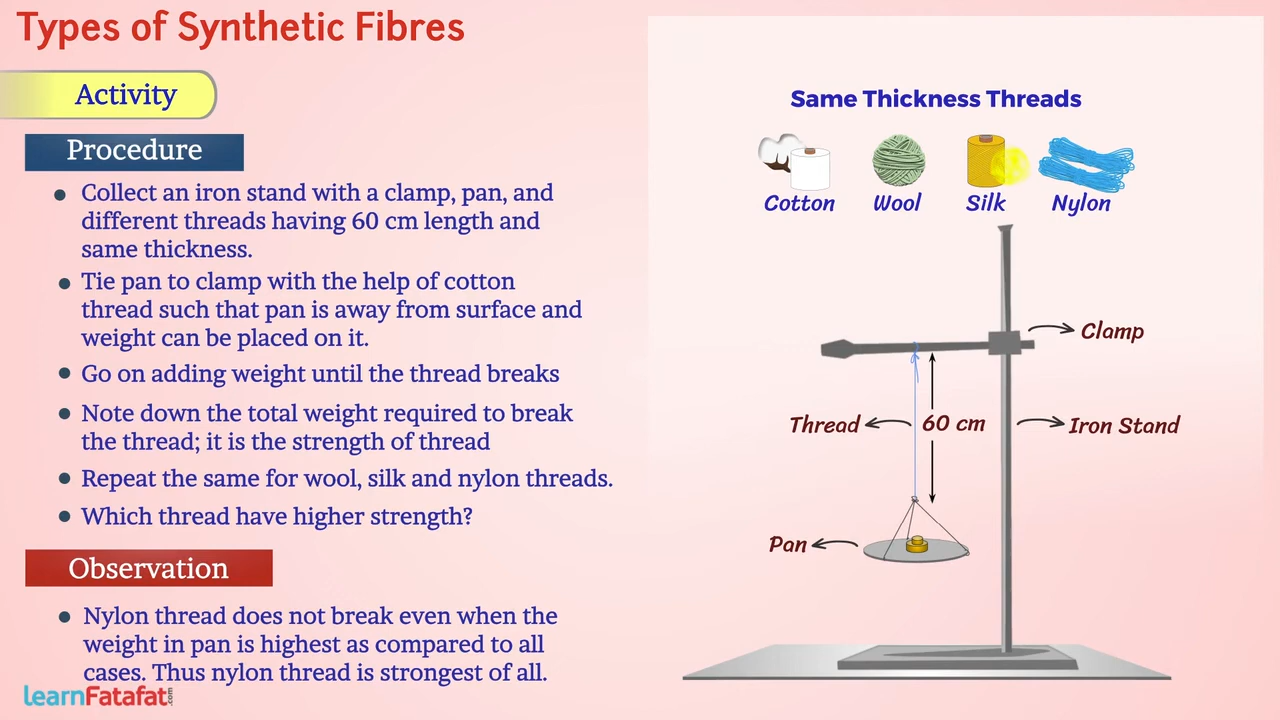 Types of Synthetic Fibres
Activity
Procedure
Collect an iron stand with a clamp, pan, and
different threads having 60 cm length and
same thickness.
Tie pan to clamp with the help of cotton
thread such that pan is away from surface and
weight can be placed on it.
Go on adding weight until the thread breaks
Note down the total weight required to break
the thread; it is the strength of thread
Repeat the same for wool, silk and nylon threads.
Which thread have higher strength?
Observation
Nylon thread does not break even when the
weight in pan is highest as compared to all
cases. Thus nylon thread is strongest of all.
learnFatafat.com
Same Thickness Threads
Cotton Wool Silk Nylon
Clamp
Thread 60 cm Iron Stand
Pan